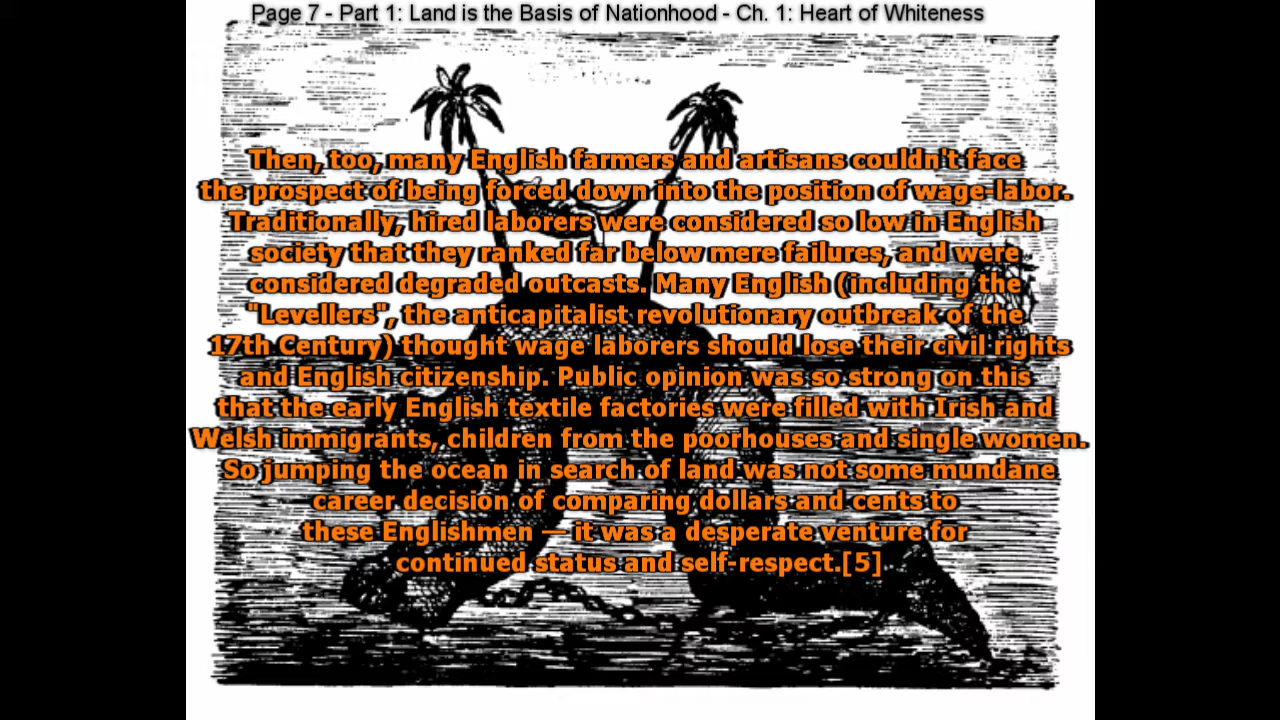 Page 7 - Part 1: Land is the Basis of Nationhood - Ch. 1: Heart of Whiteness
Then, too, many English farmers and artisans couldn't face
the prospect of being forced down into the position of wage-labor.
Traditionally, hired laborers were considered so low in English
society that they ranked far below mere failures, and were
considered degraded outcasts. Many English (including the
"Levellers", the anticapitalist revolutionary outbreak of the
17th Century) thought wage laborers should lose their civil rights
and English citizenship. Public opinion was so strong on this
that the early English textile factories were filled with Irish and
Welsh immigrants, children from the poorhouses and single women.
So jumping the ocean in search of land was not some mundane
career decision of comparing dollars and cents to
these Englishmen — it was a desperate venture for
continued status and self-respect.[5]